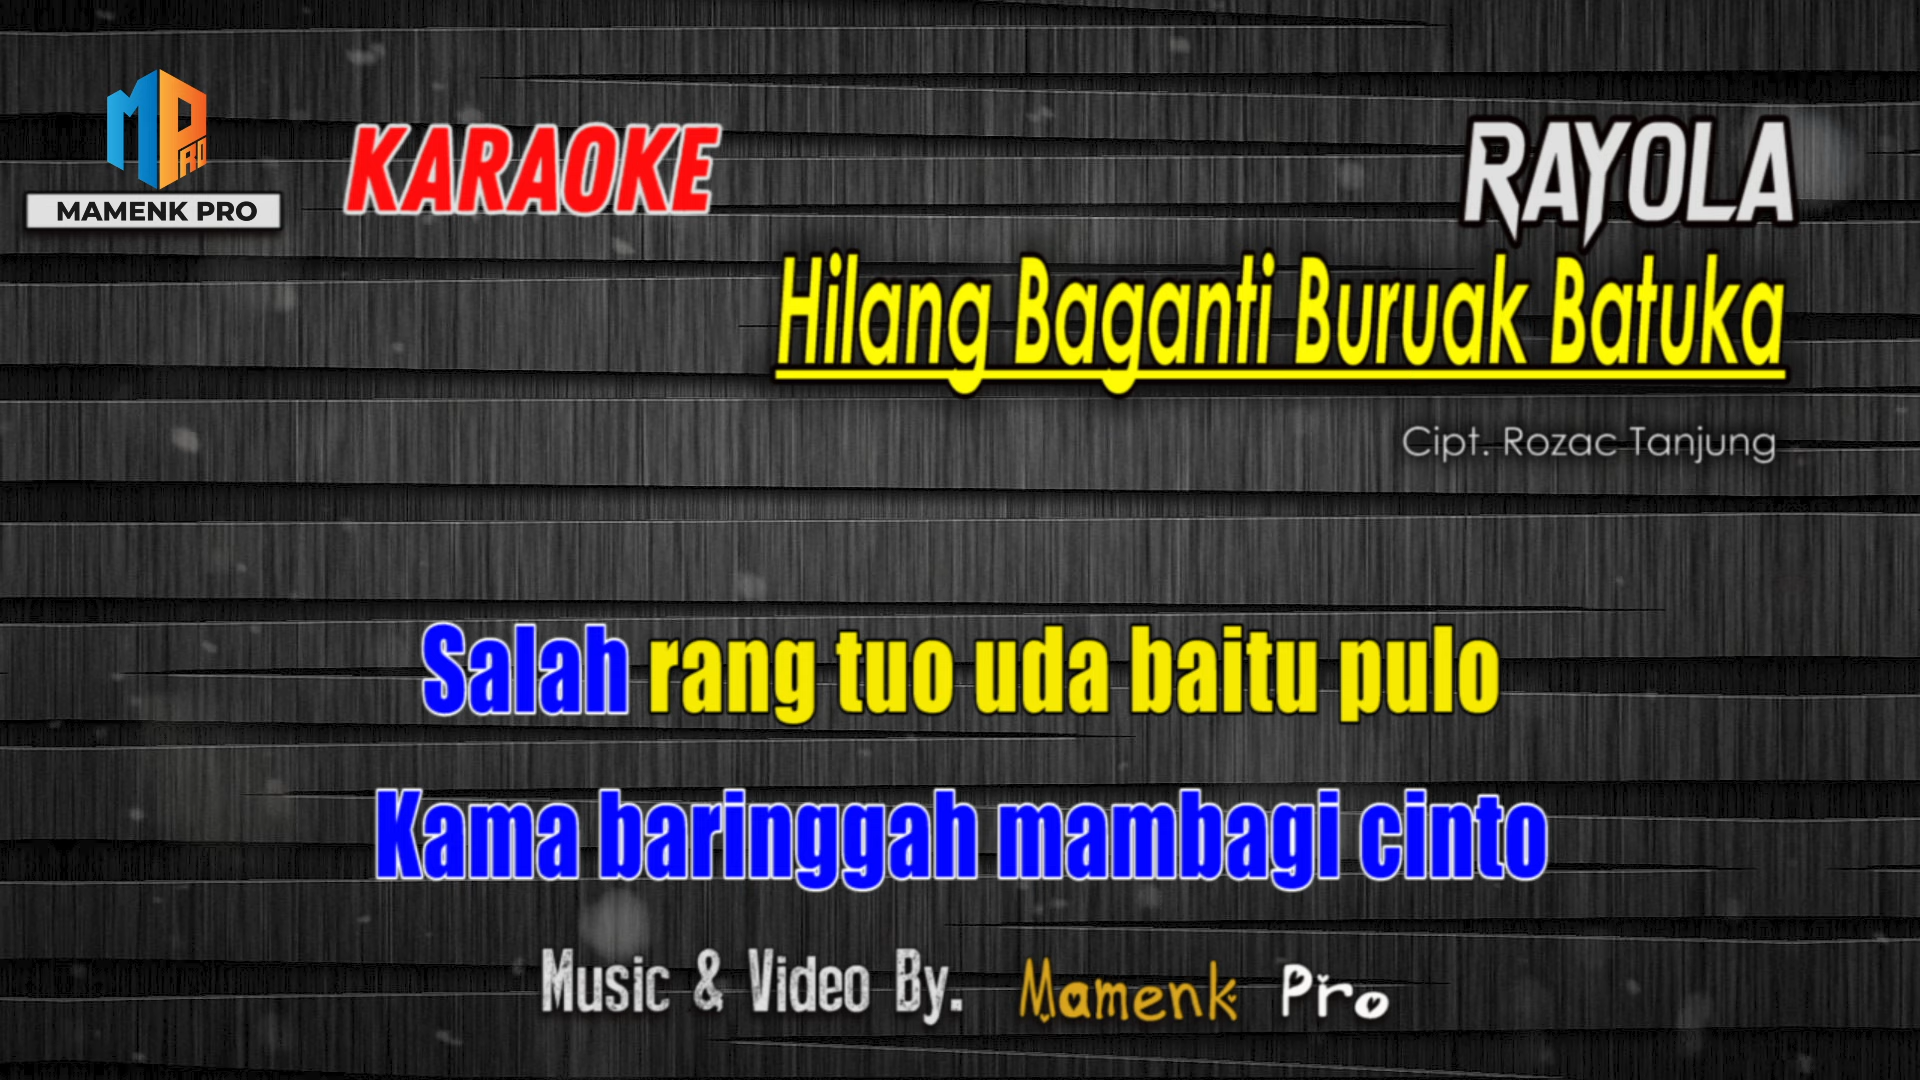 MPRO
MAMENK PRO
KARAOKE
RAYOLA
Hilang Baganti Buruak Batuka
Cipt. Rozac Tanjung
Salah rang tuo uda baitu pulo
Kama baringgah mambagi cinto
Music & Video By. Mamenk Pro